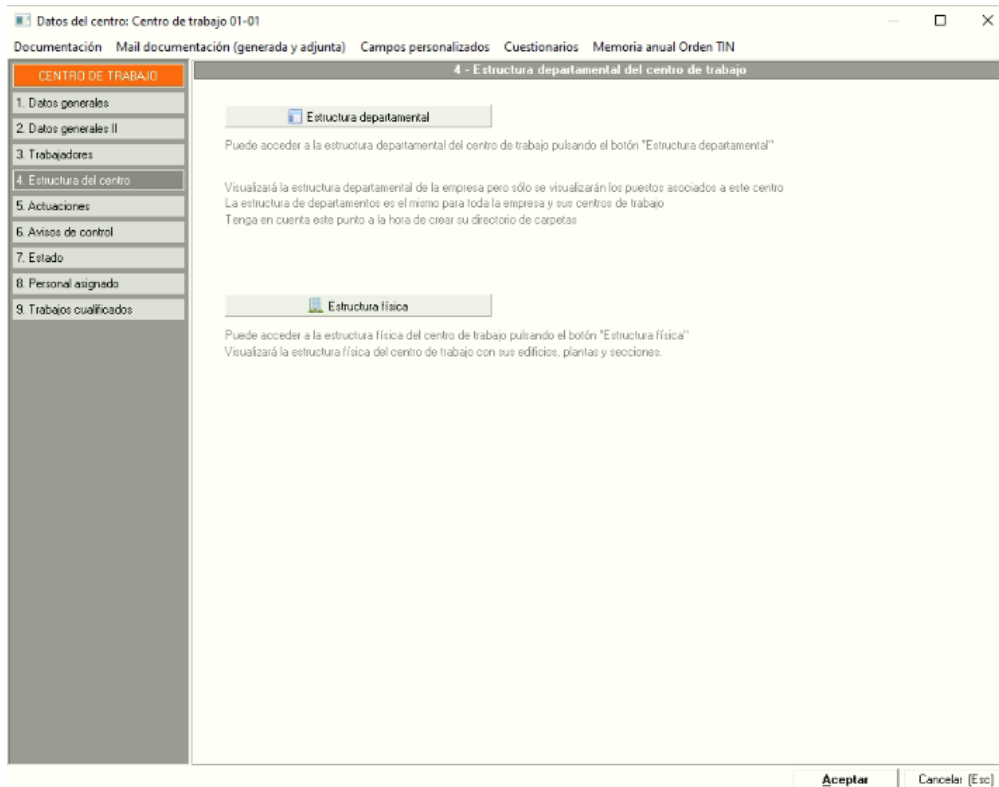 Datos del centro: Centro de trabajo 01-01
Documentación Mail documentación (generada y adjunta) Campos personalizados Cuestionarios Memoria anual Orden TIN
CENTRO DE TRABAJO
1. Datos generales
2. Datos generales II
3. Trabajadores
4. Estructura del centro
5. Actuaciones
6. Avisos de control
7. Estado
8. Personal asignado
9. Trabajos cualificados
4 - Estructura departamental del centro de trabajo
Estructura departamental
Puede acceder a la estructura departamental del centro de trabajo pulsando el botón "Estructura departamental"
Visualizará la estructura departamental de la empresa pero sólo se visualizarán los puestos asociados a este centro
La estructura de departamentos es el mismo para toda la empresa y sus centros de trabajo
Tenga en cuenta este punto a la hora de crear su directorio de carpetas
Estructura física
Puede acceder a la estructura física del centro de trabajo pulsando el botón "Estructura física"
Visualizará la estructura física del centro de trabajo con sus edificios, plantas y secciones.
Aceptar
Cancelar (Esc)